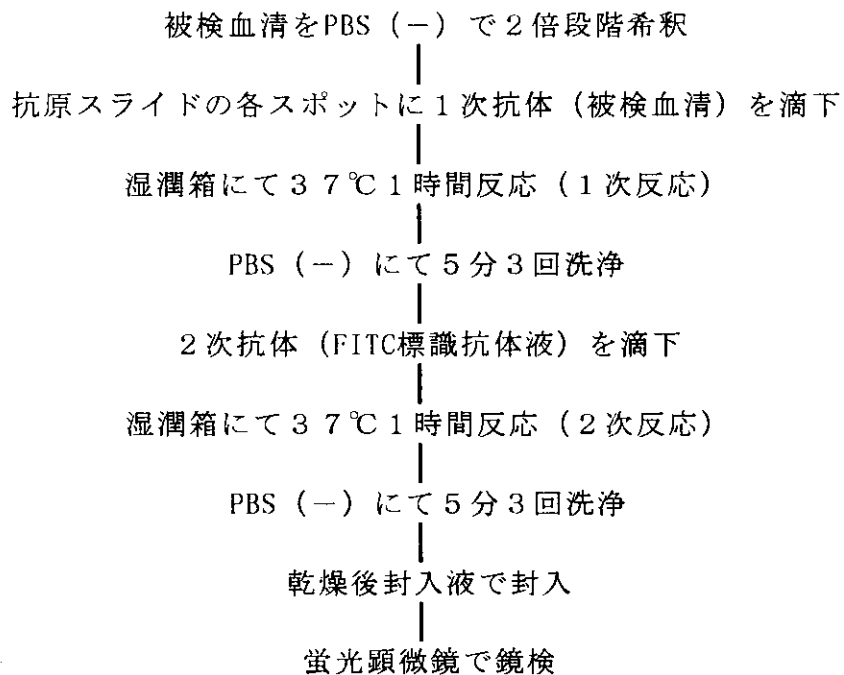 被検血清をPBS（－）で２倍段階希釈
抗原スライドの各スポットに１次抗体（被検血清）を滴下
湿潤箱にて３７℃１時間反応（１次反応）
PBS（－）にて５分３回洗浄
２次抗体（FITC標識抗体液）を滴下
湿潤箱にて３７℃１時間反応（２次反応）
PBS（－）にて５分３回洗浄
乾燥後封入液で封入
蛍光顕微鏡で鏡検